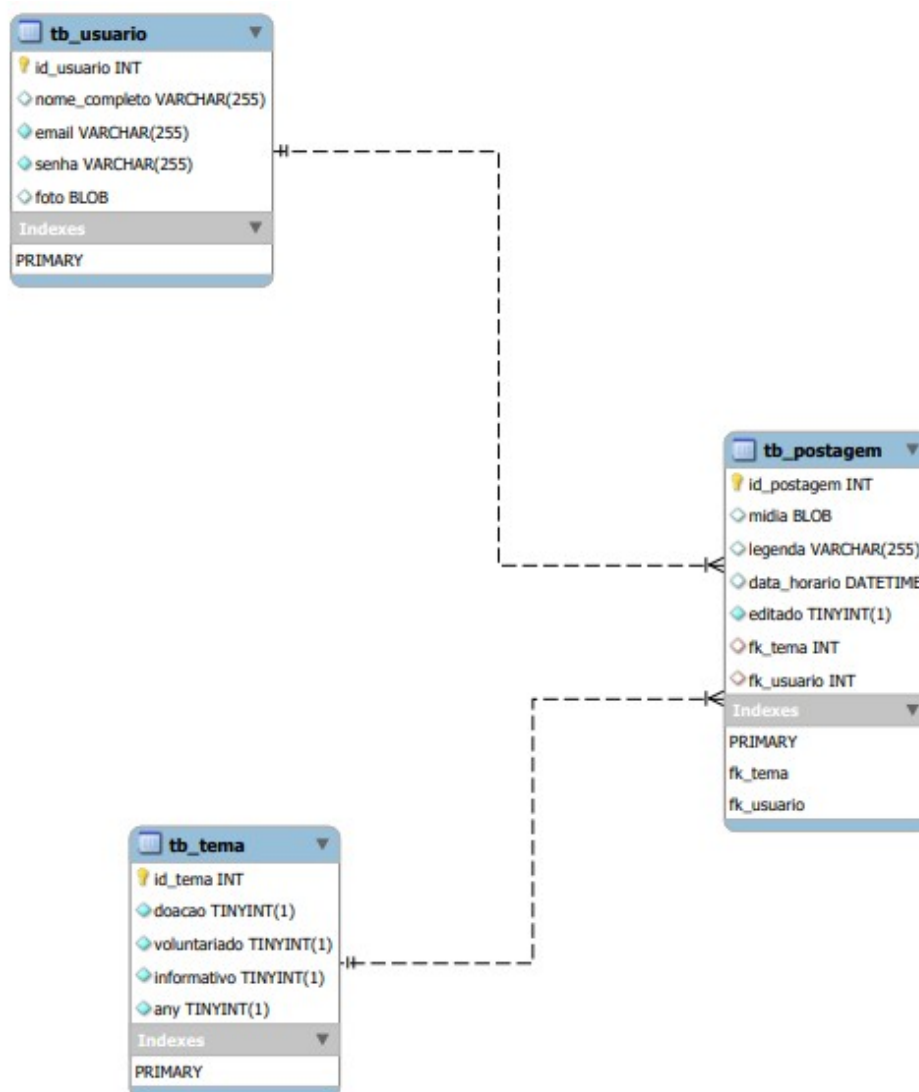 tb_usuario
id_usuario INT
nome_completo VARCHAR(255)
email VARCHAR(255)
senha VARCHAR(255)
foto BLOB
Indexes
PRIMARY
tb_postagem
id_postagem INT
midia BLOB
legenda VARCHAR(255)
data_horario DATETIME
editado TINYINT(1)
fk_tema INT
fk_usuario INT
Indexes
PRIMARY
fk_tema
fk_usuario
tb_tema
id_tema INT
doacao TINYINT(1)
voluntariado TINYINT(1)
informativo TINYINT(1)
any TINYINT(1)
Indexes
PRIMARY